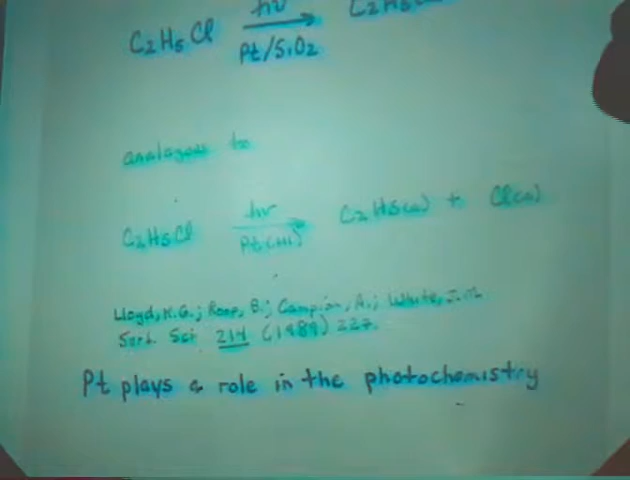 hν C2H5
C2H5Cl →
Pt/SiO2
analogous to
C2H5Cl hν → C2H5(a) + Cl(a)
Pt(111)
Lloyd, K.G.; Roop, B.; Campion, A.; White, J.M.
Surf. Sci 214 (1989) 227.
Pt plays a role in the photochemistry